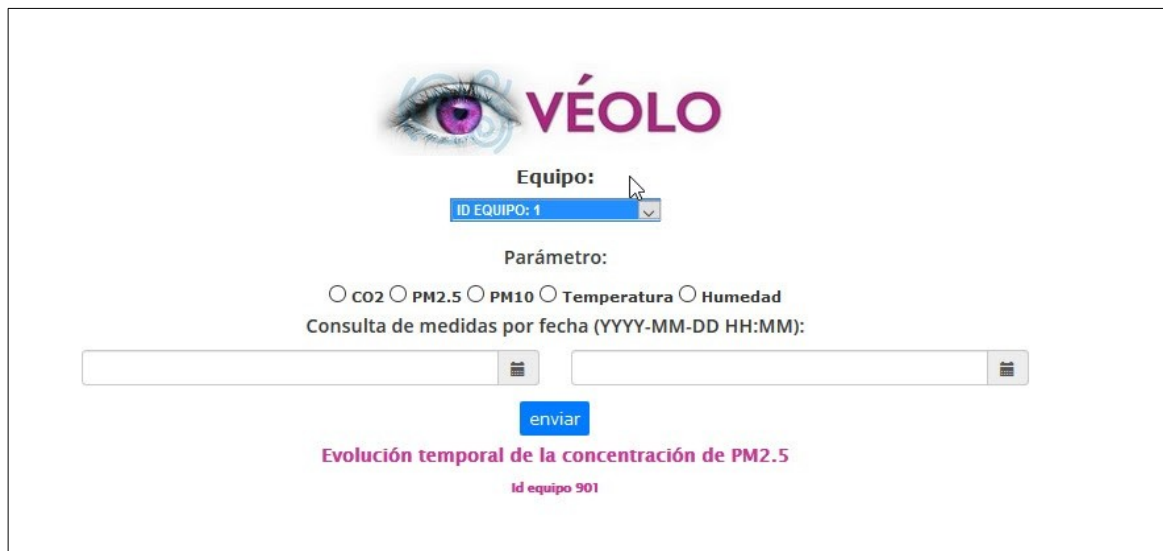 VÉOLO
Equipo:
ID EQUIPO: 1
Parámetro:
CO2 PM2.5 PM10 Temperatura Humedad
Consulta de medidas por fecha (YYYY-MM-DD HH:MM):
enviar
Evolución temporal de la concentración de PM2.5
Id equipo 901